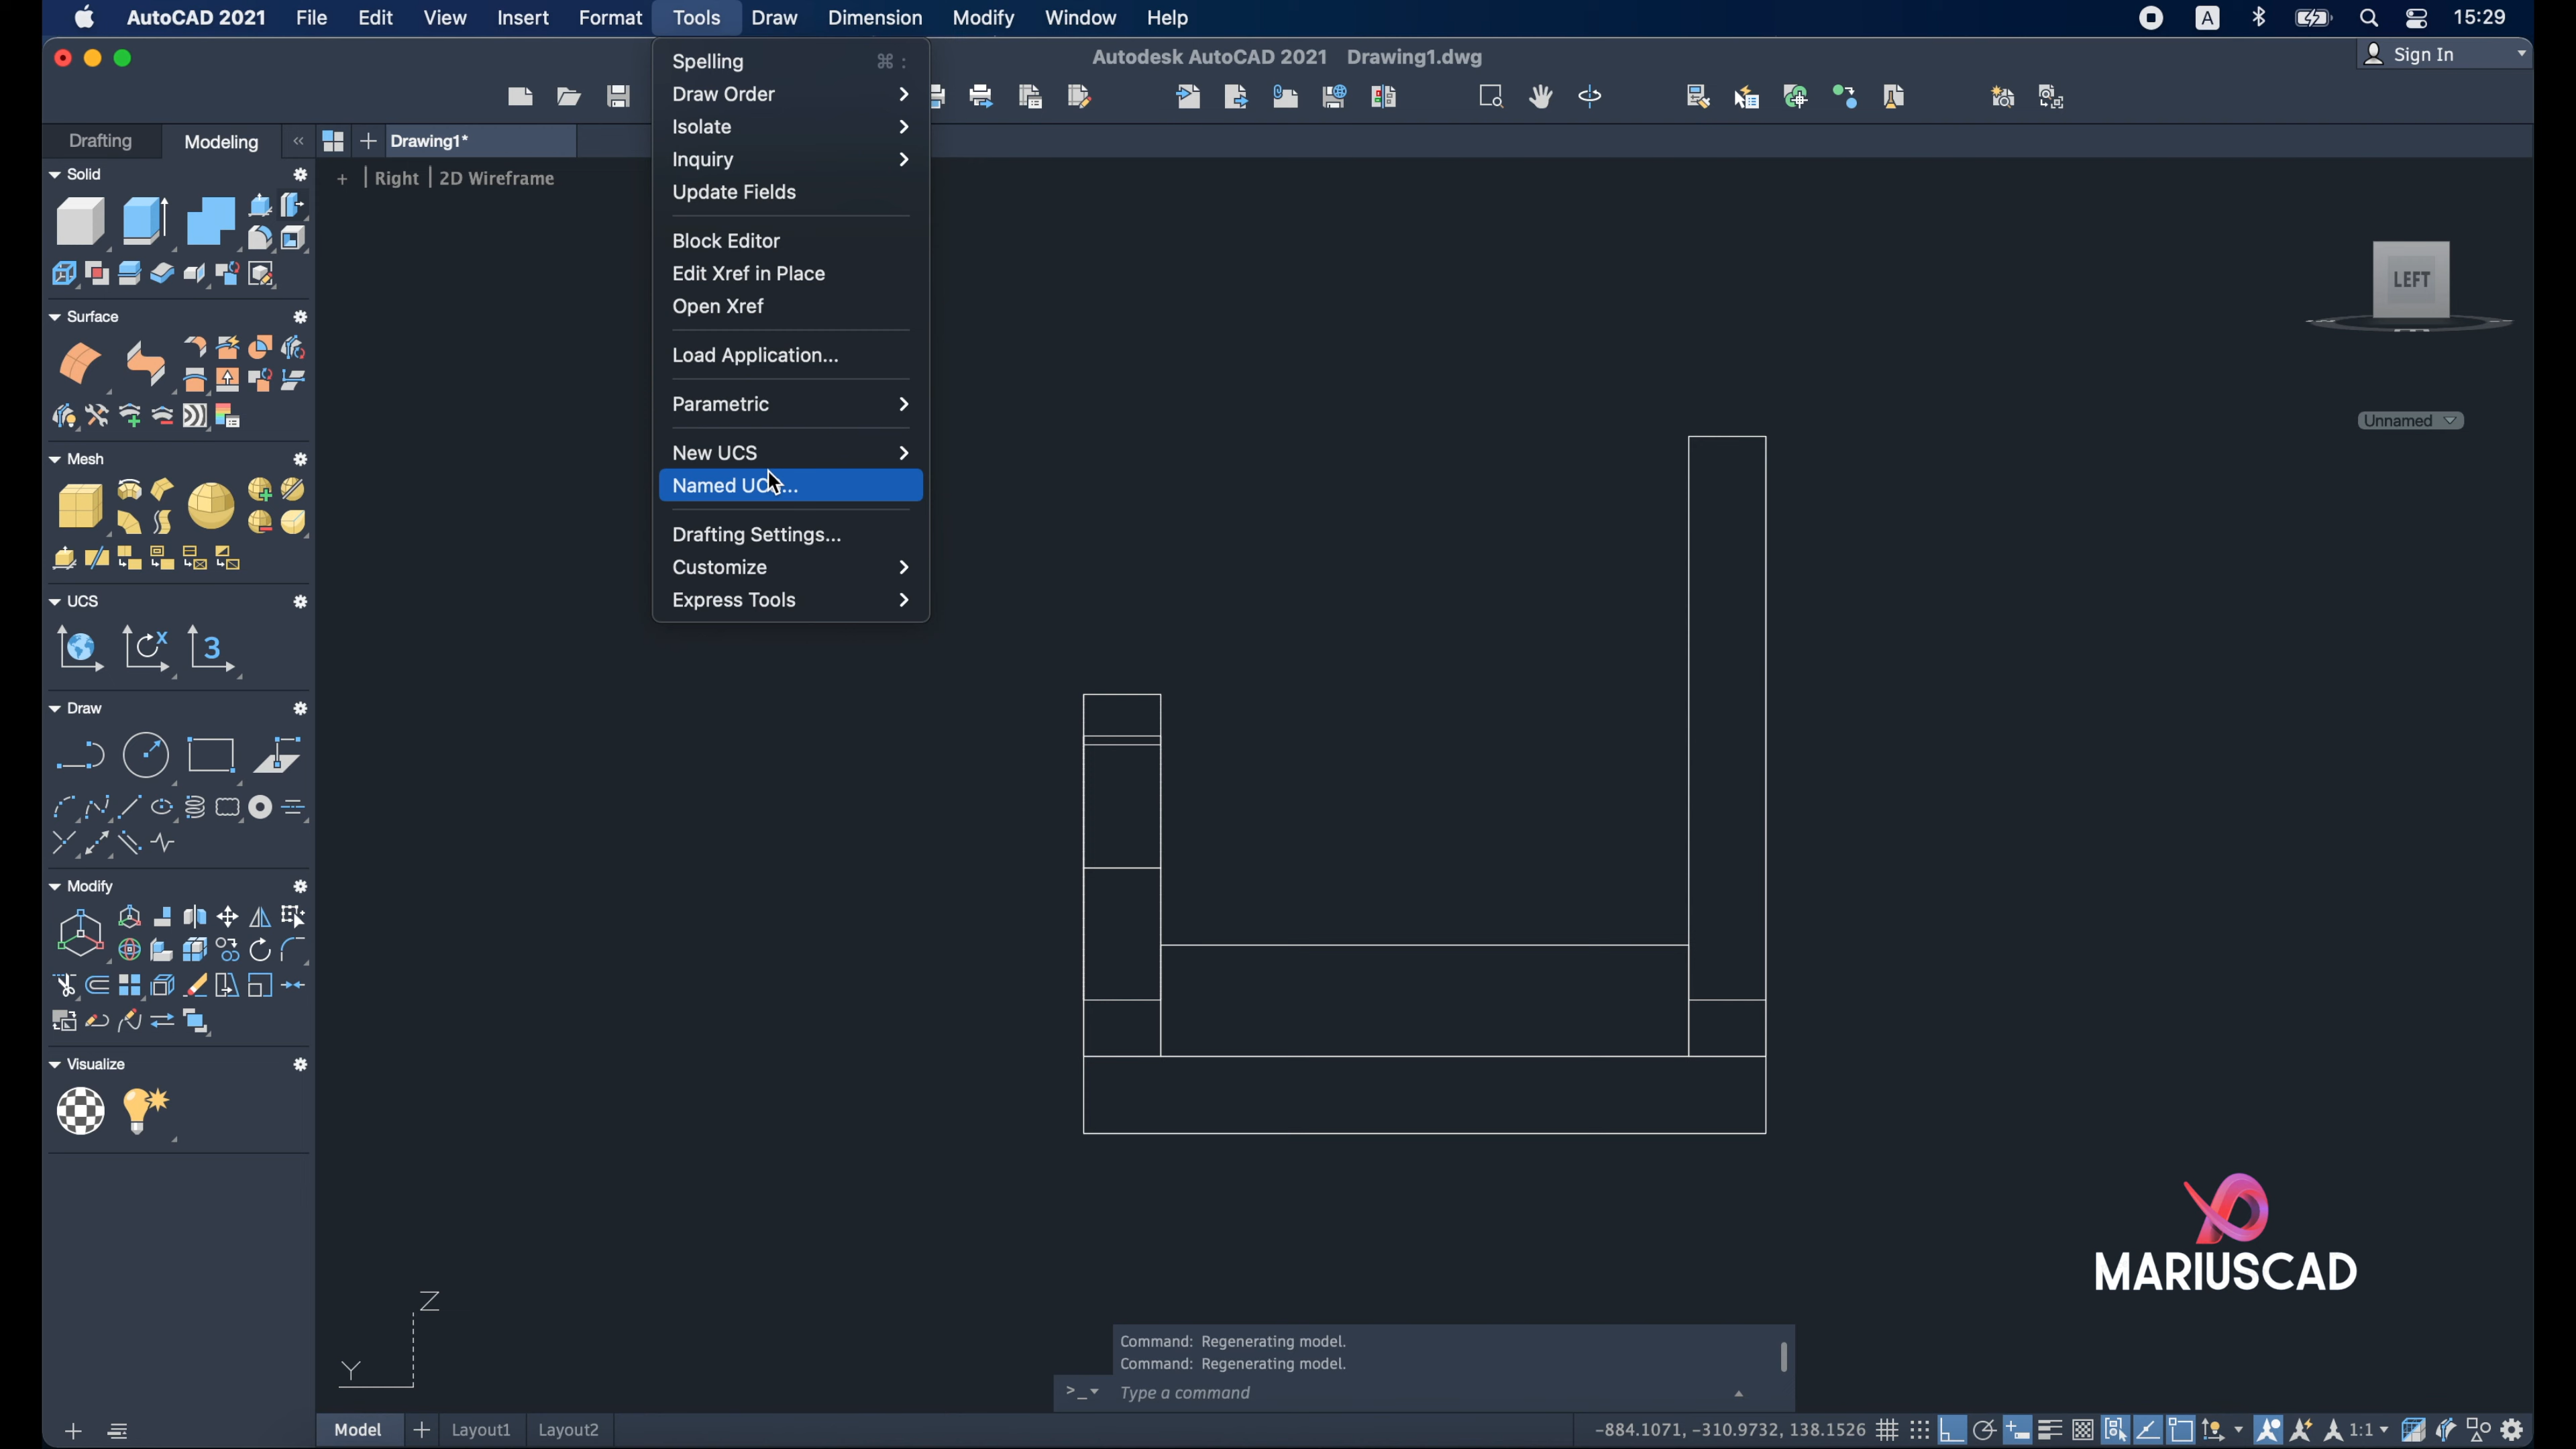 AutoCAD 2021 File Edit View Insert Format Tools Draw Dimension Modify Window Help A 15:29
Autodesk AutoCAD 2021 Drawing1.dwg Sign In
Spelling ⌘ :
Draw Order
Isolate
Inquiry
Update Fields
Block Editor
Edit Xref in Place
Open Xref
Load Application...
Parametric
New UCS
Named UC...
Drafting Settings...
Customize
Express Tools
Drafting Modeling « + Drawing1*
+ Right 2D Wireframe
Solid
Surface
Mesh
UCS
X 3
Draw
Modify
Visualize
LEFT
Unnamed
MARIUSCAD
Z
Y
Command: Regenerating model.
Command: Regenerating model.
>_ Type a command
Model + Layout1 Layout2 -884.1071, -310.9732, 138.1526 1:1